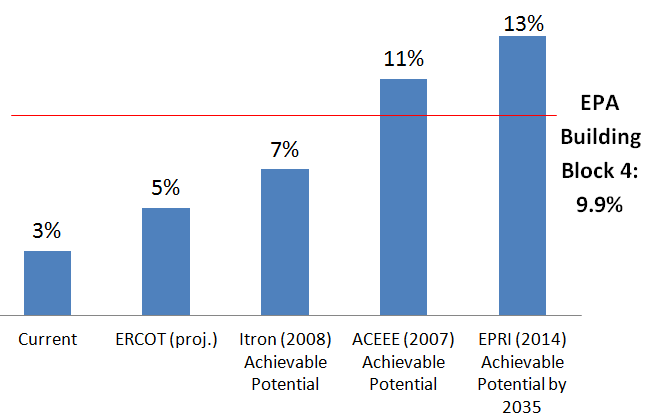 13%
11%
7%
5%
3%
EPA
Building
Block 4:
9.9%
Current
ERCOT (proj.)
Itron (2008)
Achievable
Potential
ACEEE (2007)
Achievable
Potential
EPRI (2014)
Achievable
Potential by
2035